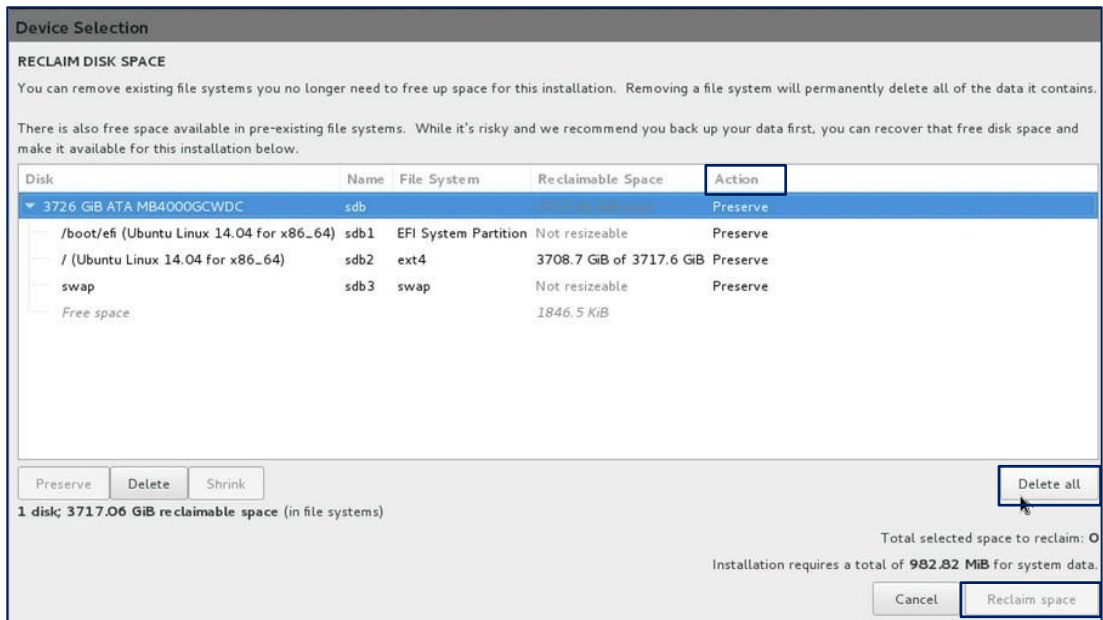 Device Selection
RECLAIM DISK SPACE
You can remove existing file systems you no longer need to free up space for this installation. Removing a file system will permanently delete all of the data it contains.
There is also free space available in pre-existing file systems. While it's risky and we recommend you back up your data first, you can recover that free disk space and
make it available for this installation below.
Disk Name File System Reclaimable Space Action
3726 GiB ATA MB4000GCWDC sdb Preserve
/boot/efi (Ubuntu Linux 14.04 for x86_64) sdb1 EFI System Partition Not resizeable Preserve
/ (Ubuntu Linux 14.04 for x86_64) sdb2 ext4 3708.7 GiB of 3717.6 GiB Preserve
swap sdb3 swap Not resizeable Preserve
Free space 1846.5 KiB
Preserve Delete Shrink Delete all
1 disk; 3717.06 GiB reclaimable space (in file systems)
Total selected space to reclaim: 0
Installation requires a total of 982.82 MiB for system data.
Cancel Reclaim space